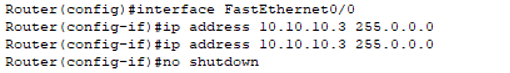 Router(config)#interface FastEthernet0/0
Router(config-if)#ip address 10.10.10.3 255.0.0.0
Router(config-if)#ip address 10.10.10.3 255.0.0.0
Router(config-if)#no shutdown